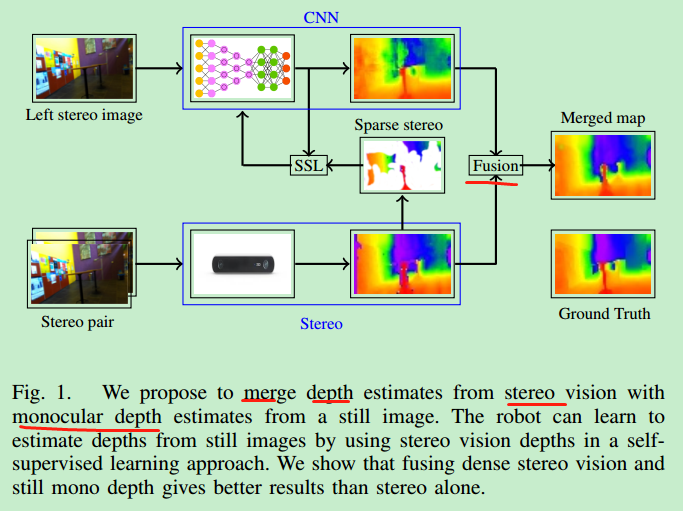 CNN
Left stereo image
Sparse stereo
Merged map
SSL
Fusion
Stereo pair
Stereo
Ground Truth
Fig. 1. We propose to merge depth estimates from stereo vision with
monocular depth estimates from a still image. The robot can learn to
estimate depths from still images by using stereo vision depths in a self-
supervised learning approach. We show that fusing dense stereo vision and
still mono depth gives better results than stereo alone.